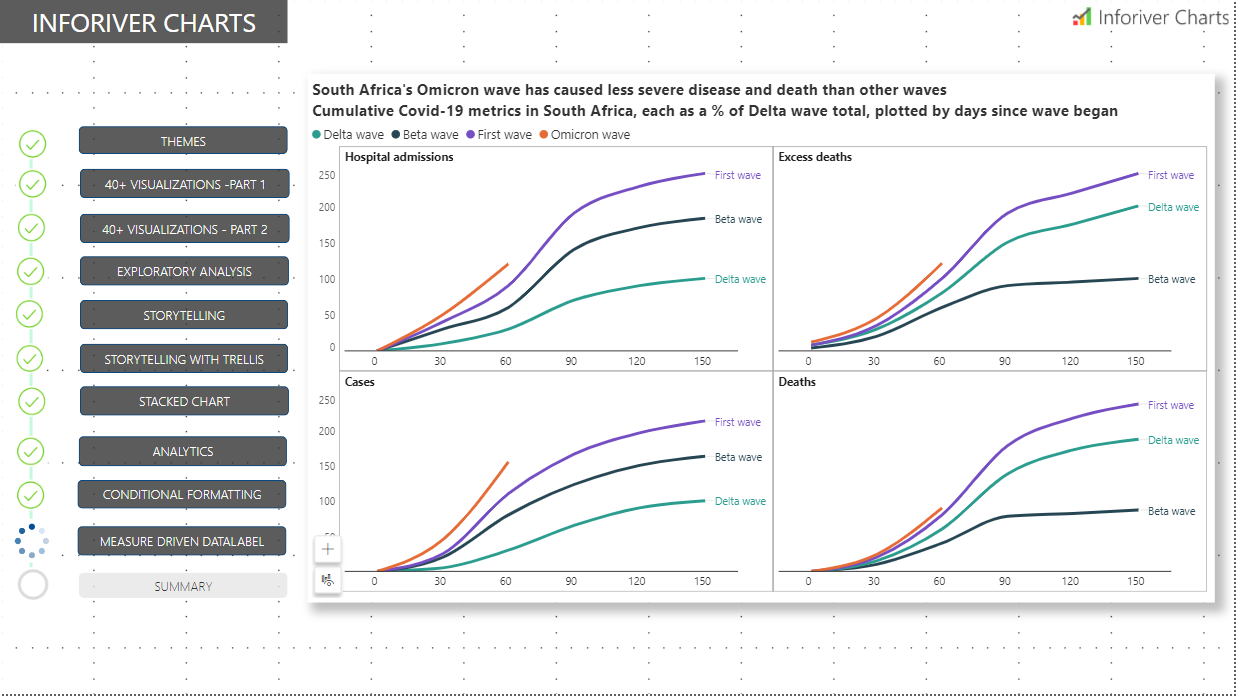 INFORIVER CHARTS
Inforiver Charts
THEMES
40+ VISUALIZATIONS -PART 1
40+ VISUALIZATIONS - PART 2
EXPLORATORY ANALYSIS
STORYTELLING
STORYTELLING WITH TRELLIS
STACKED CHART
ANALYTICS
CONDITIONAL FORMATTING
MEASURE DRIVEN DATALABEL
SUMMARY
South Africa's Omicron wave has caused less severe disease and death than other waves
Cumulative Covid-19 metrics in South Africa, each as a % of Delta wave total, plotted by days since wave began
Delta wave Beta wave First wave Omicron wave
Hospital admissions
250
200
150
100
50
0
First wave
Beta wave
Delta wave
0 30 60 90 120 150
Excess deaths
First wave
Delta wave
Beta wave
0 30 60 90 120 150
Cases
250
200
150
100
First wave
Beta wave
Delta wave
0 30 60 90 120 150
Deaths
First wave
Delta wave
Beta wave
0 30 60 90 120 150